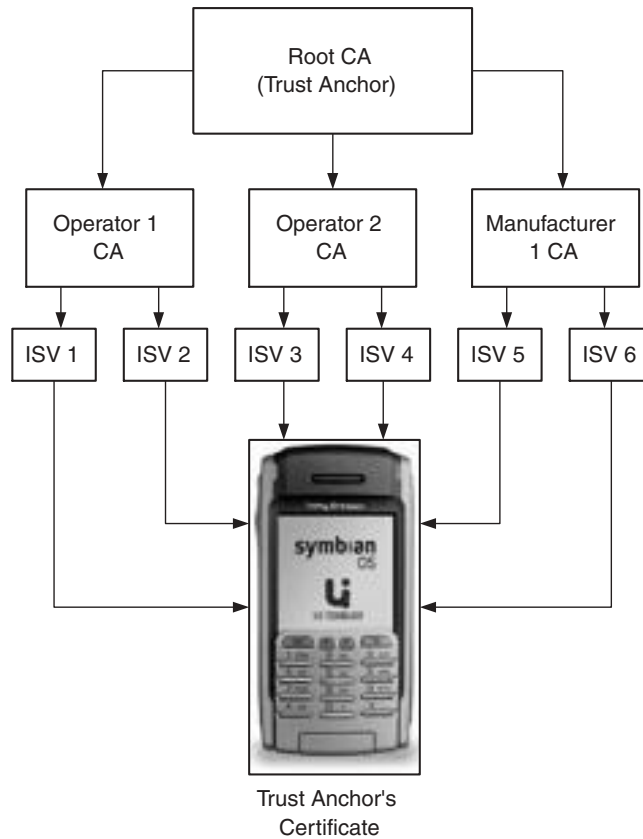 Root CA
(Trust Anchor)
Operator 1
CA
Operator 2
CA
Manufacturer
1 CA
ISV 1
ISV 2
ISV 3
ISV 4
ISV 5
ISV 6
symbian
OS
Trust Anchor's
Certificate